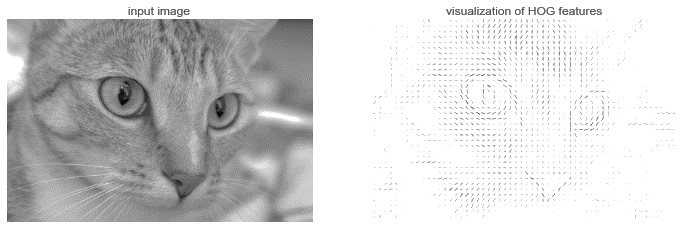 input image
visualization of HOG features